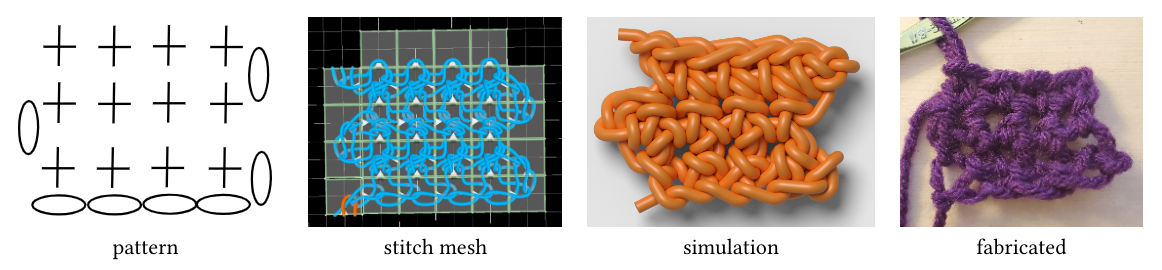 pattern
stitch mesh
simulation
fabricated